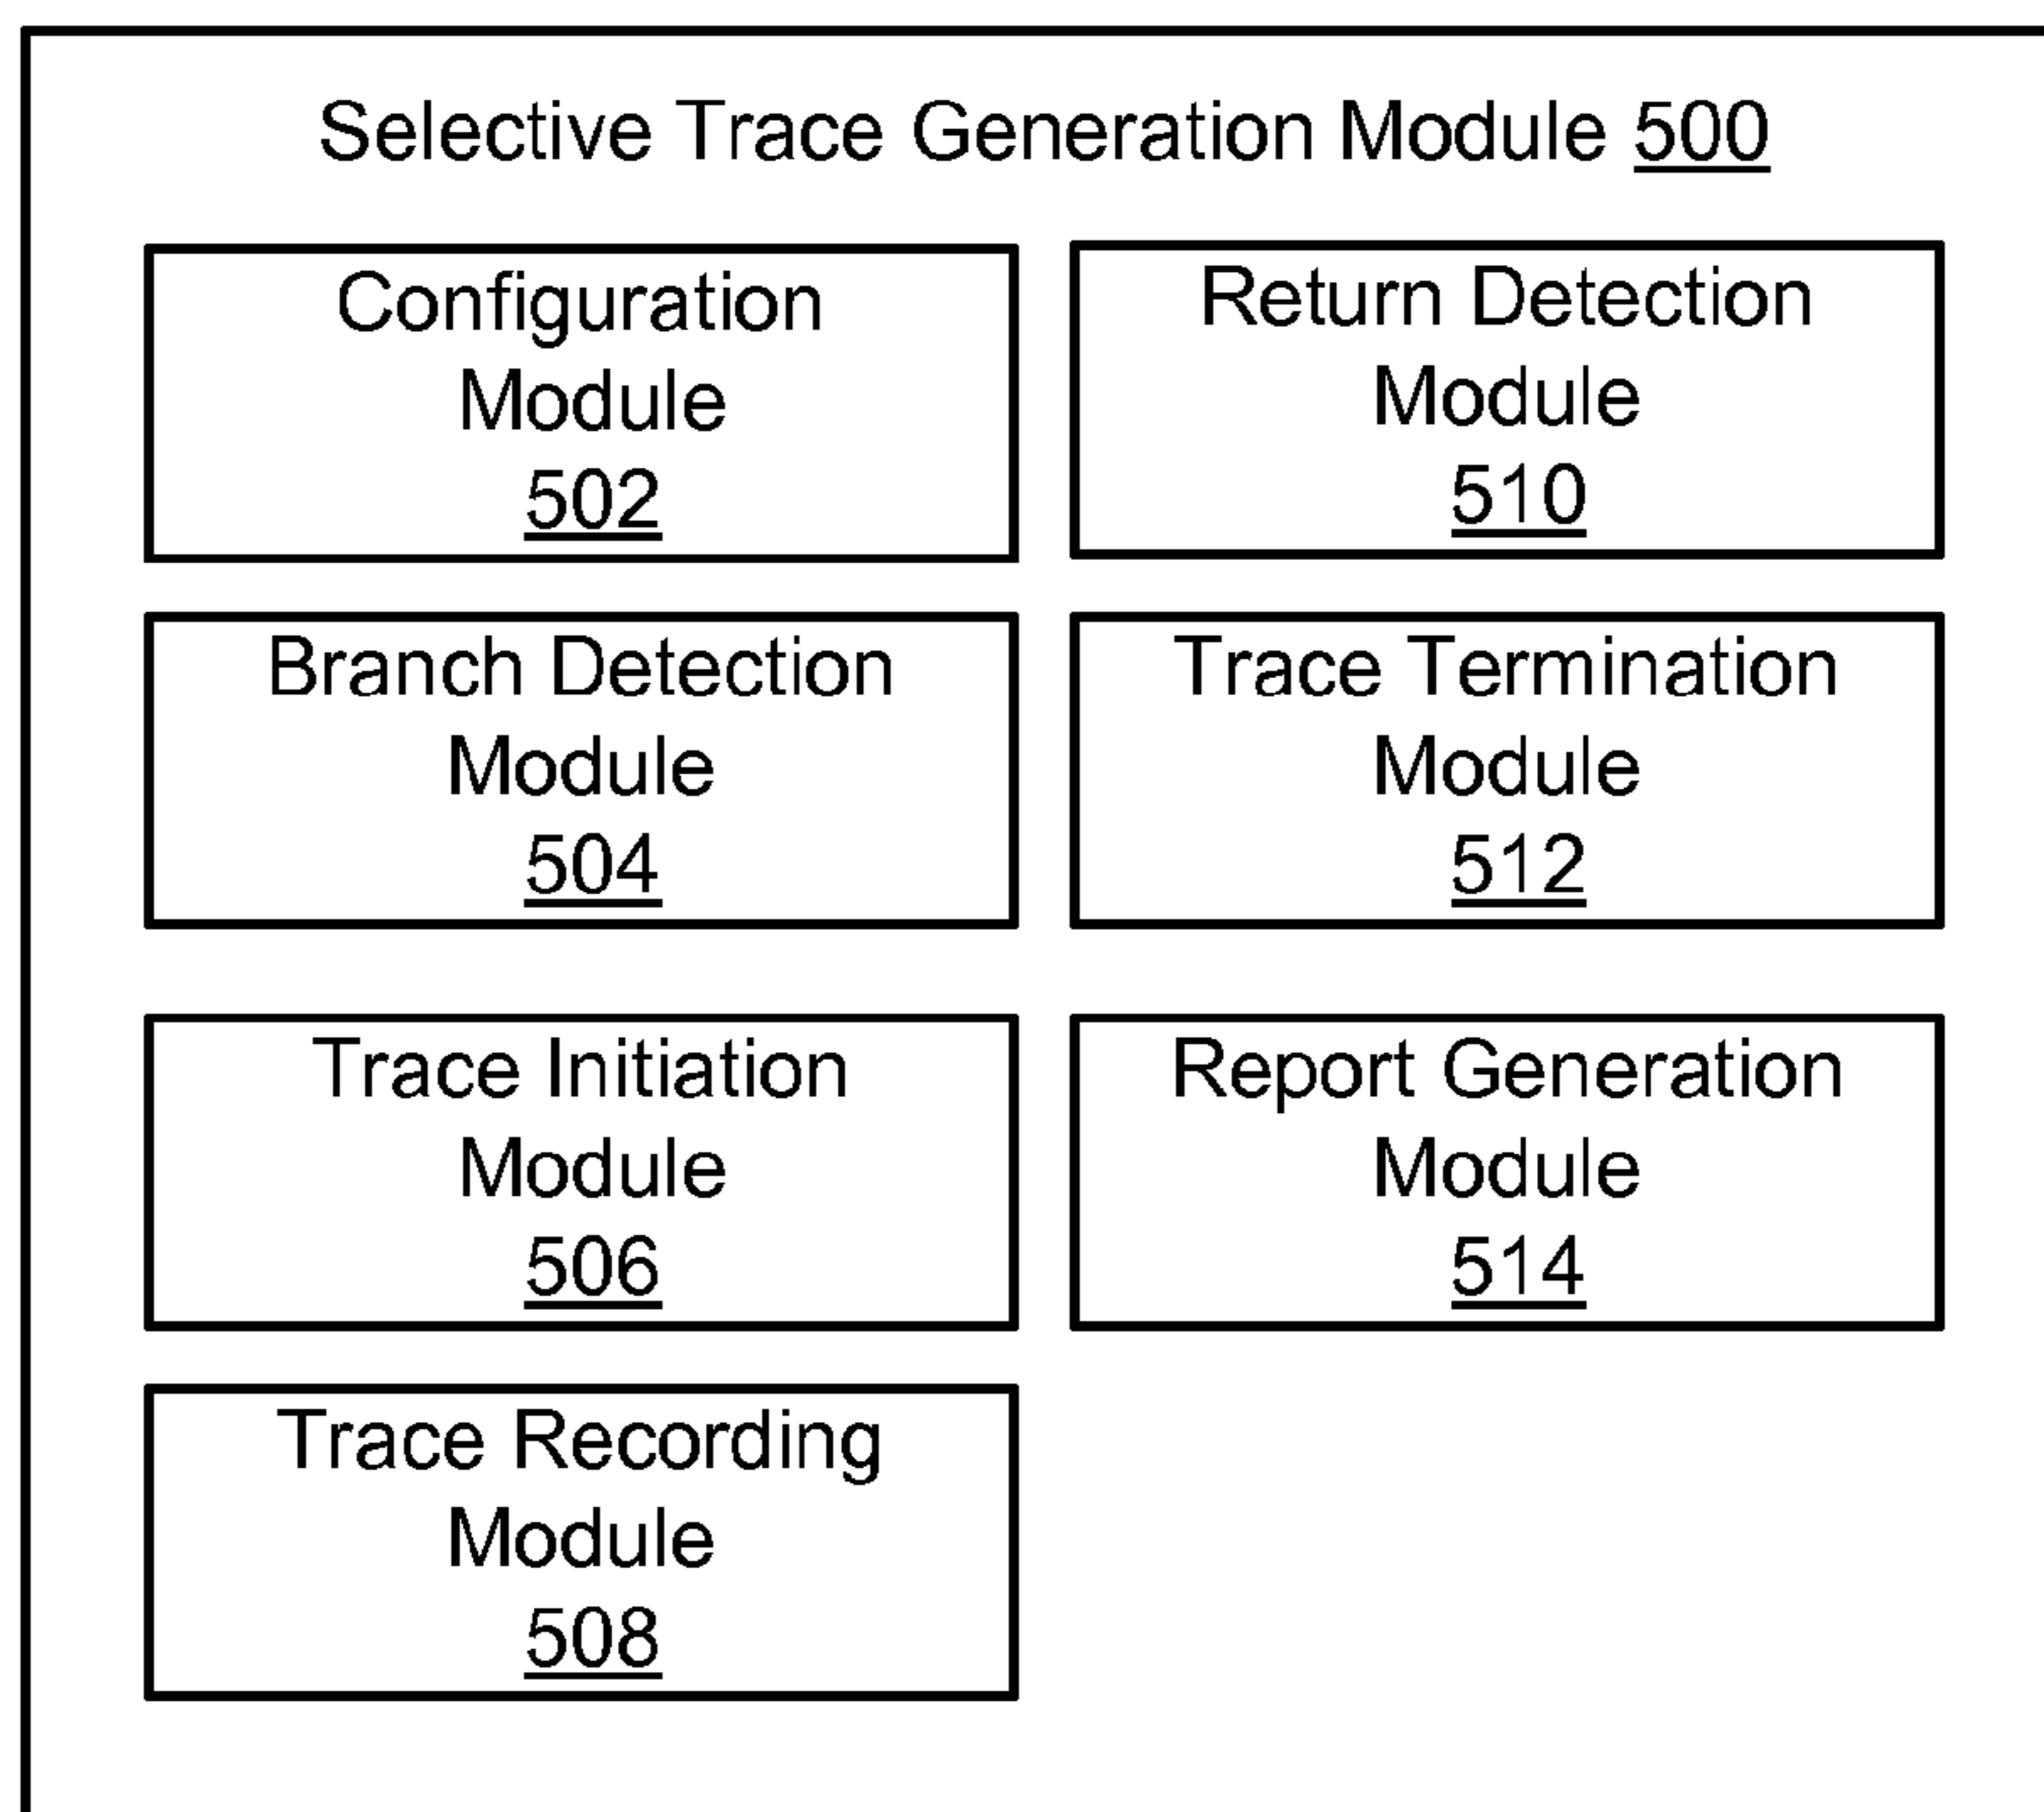 Selective Trace Generation Module 500
Configuration
Module
502
Branch Detection
Module
504
Trace Initiation
Module
506
Trace Recording
Module
508
Return Detection
Module
510
Trace Termination
Module
512
Report Generation
Module
514